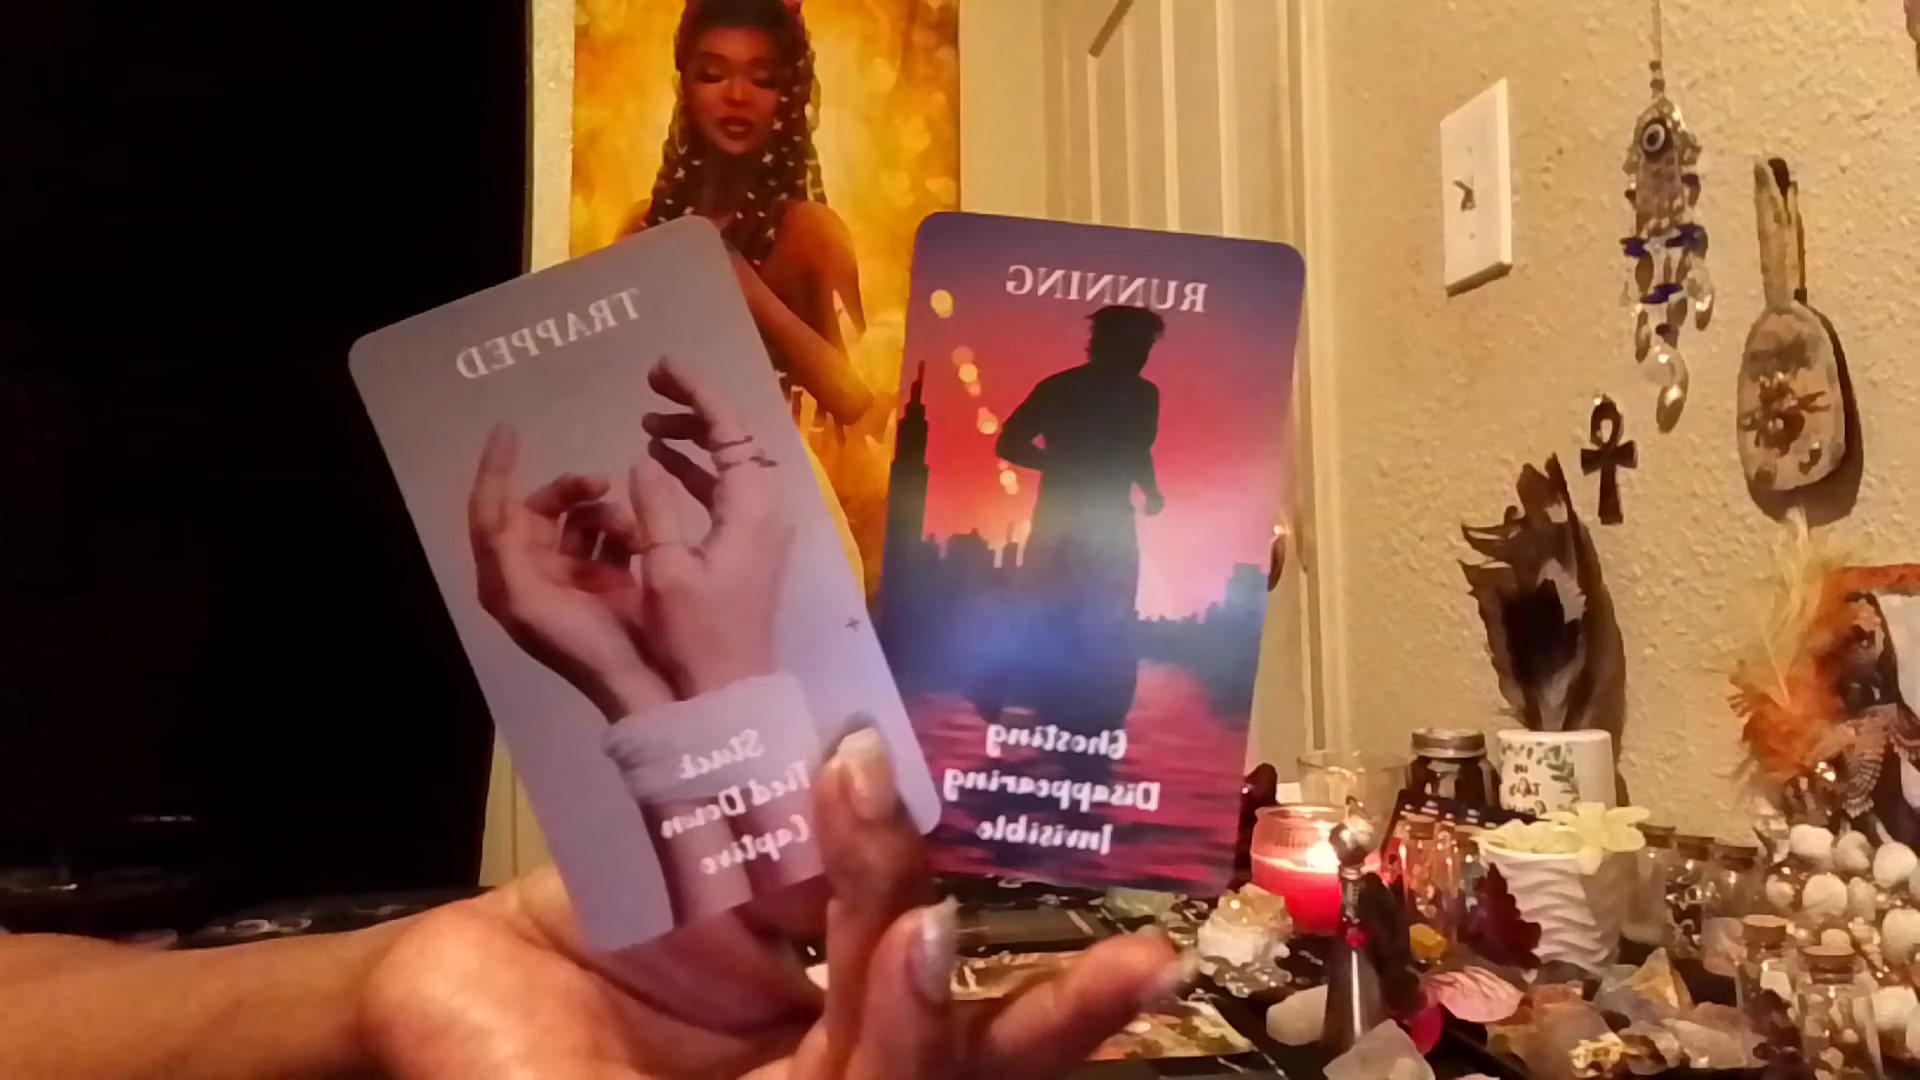 TRAPPED
Stuck
Tied Down
Captive
RUNNING
Ghosting
Disappearing
Invisible